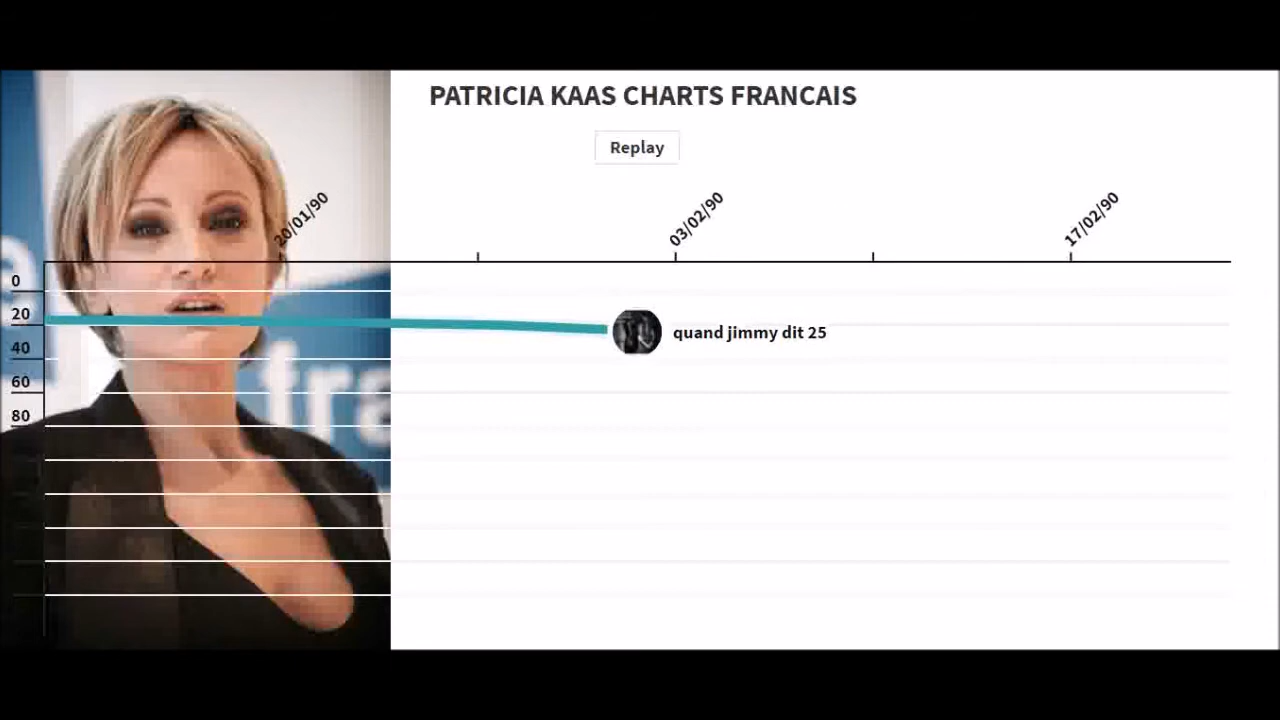 PATRICIA KAAS CHARTS FRANCAIS
Replay
20/01/90
03/02/90
17/02/90
0
20
quand jimmy dit 25
40
60
80
fra